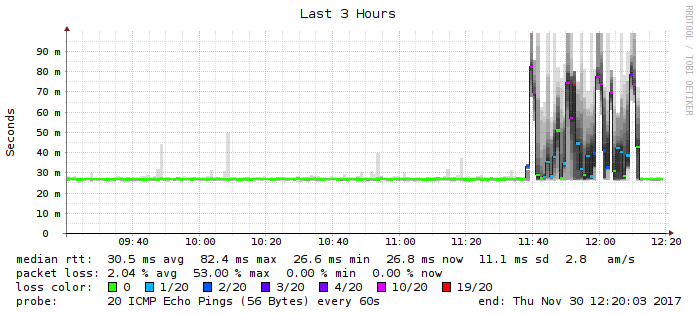 Last 3 Hours
RRDTOOL / TOBI OETIKER
Seconds
90 m
80 m
70 m
60 m
50 m
40 m
30 m
20 m
10 m
0
09:40 10:00 10:20 10:40 11:00 11:20 11:40 12:00 12:20
median rtt: 30.5 ms avg 82.4 ms max 26.6 ms min 26.8 ms now 11.1 ms sd 2.8 am/s
packet loss: 2.04 % avg 53.00 % max 0.00 % min 0.00 % now
loss color: 0 1/20 2/20 3/20 4/20 10/20 19/20
probe: 20 ICMP Echo Pings (56 Bytes) every 60s end: Thu Nov 30 12:20:03 2017